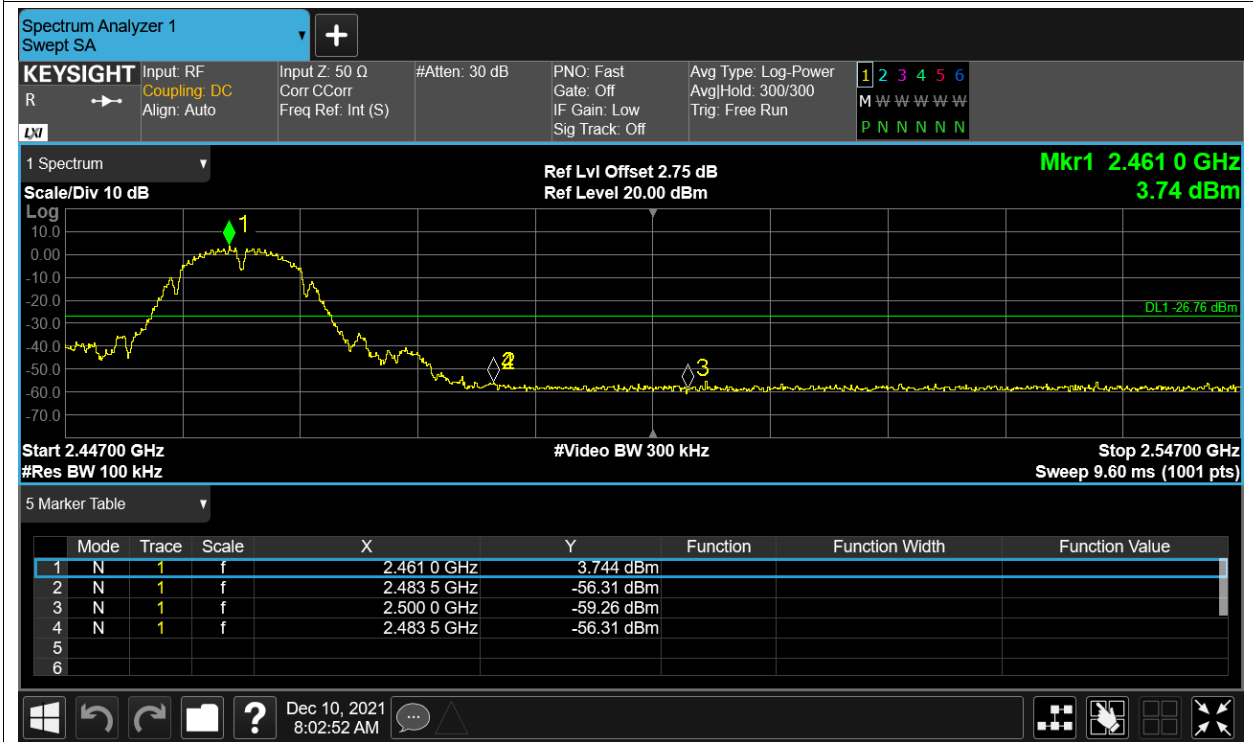 Spectrum Analyzer 1
Swept SA
KEYSIGHT Input: RF Input Z: 50 Ω #Atten: 30 dB PNO: Fast Avg Type: Log-Power 1 2 3 4 5 6
R Coupling: DC Corr CCorr Gate: Off Avg|Hold: 300/300 M W W W W W
Align: Auto Freq Ref: Int (S) IF Gain: Low Trig: Free Run
LXI Sig Track: Off P N N N N N
1 Spectrum Ref Lvl Offset 2.75 dB Mkr1 2.461 0 GHz
Scale/Div 10 dB Ref Level 20.00 dBm 3.74 dBm
Log
1
10.0
0.00
-10.0
-20.0
DL1 -26.76 dBm
-30.0
-40.0
2 4 3
-50.0
-60.0
-70.0
Start 2.44700 GHz #Video BW 300 kHz Stop 2.54700 GHz
#Res BW 100 kHz Sweep 9.60 ms (1001 pts)
5 Marker Table
Mode Trace Scale X Y Function Function Width Function Value
1 N 1 f 2.461 0 GHz 3.744 dBm
2 N 1 f 2.483 5 GHz -56.31 dBm
3 N 1 f 2.500 0 GHz -59.26 dBm
4 N 1 f 2.483 5 GHz -56.31 dBm
5
6
? Dec 10, 2021
8:02:52 AM